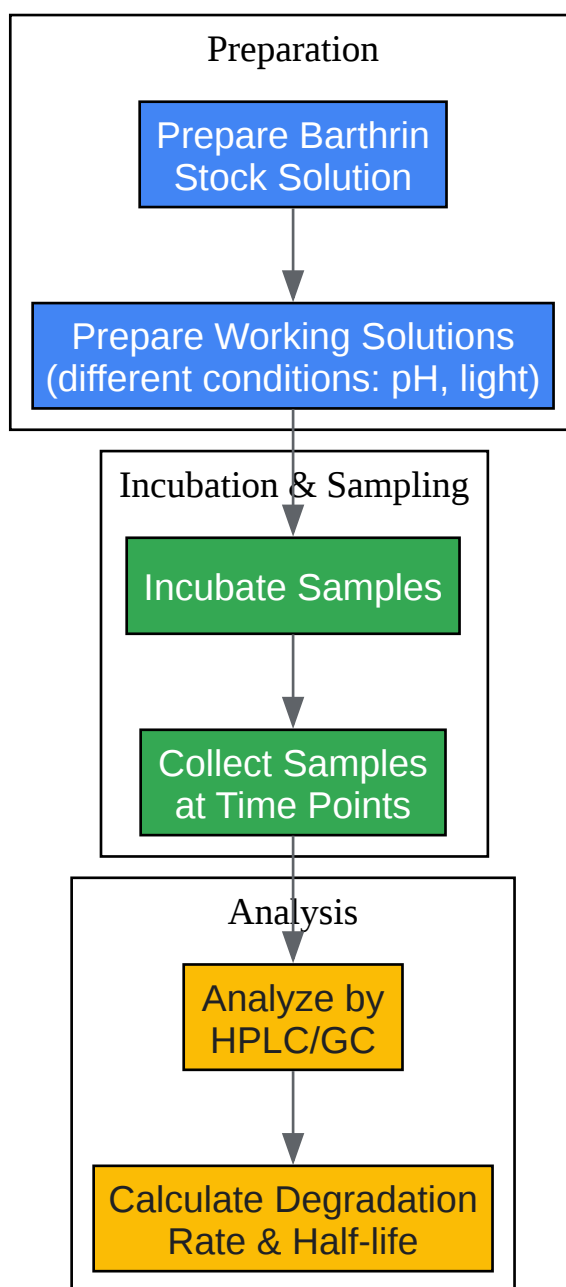 Preparation
Prepare Barthrin
Stock Solution
Prepare Working Solutions
(different conditions: pH, light)
Incubation & Sampling
Incubate Samples
Collect Samples
at Time Points
Analysis
Analyze by
HPLC/GC
Calculate Degradation
Rate & Half-life